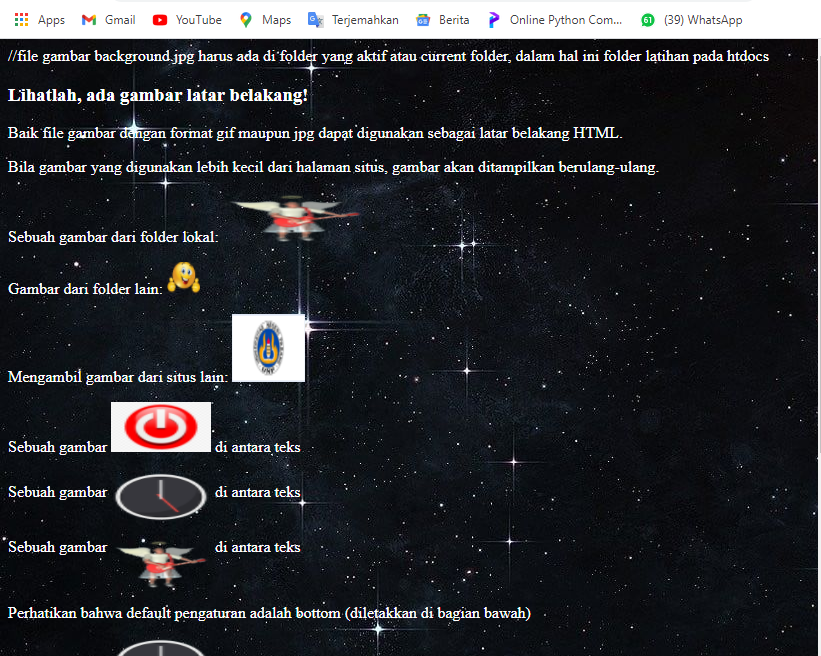 Apps Gmail YouTube Maps Terjemahkan Berita Online Python Com... 61 (39) WhatsApp
//file gambar background.jpg harus ada di folder yang aktif atau current folder, dalam hal ini folder latihan pada htdocs
Lihatlah, ada gambar latar belakang!
Baik file gambar dengan format gif maupun jpg dapat digunakan sebagai latar belakang HTML.
Bila gambar yang digunakan lebih kecil dari halaman situs, gambar akan ditampilkan berulang-ulang.
Sebuah gambar dari folder lokal:
Gambar dari folder lain:
Mengambil gambar dari situs lain:
Sebuah gambar di antara teks
Sebuah gambar di antara teks
Sebuah gambar di antara teks
Perhatikan bahwa default pengaturan adalah bottom (diletakkan di bagian bawah)